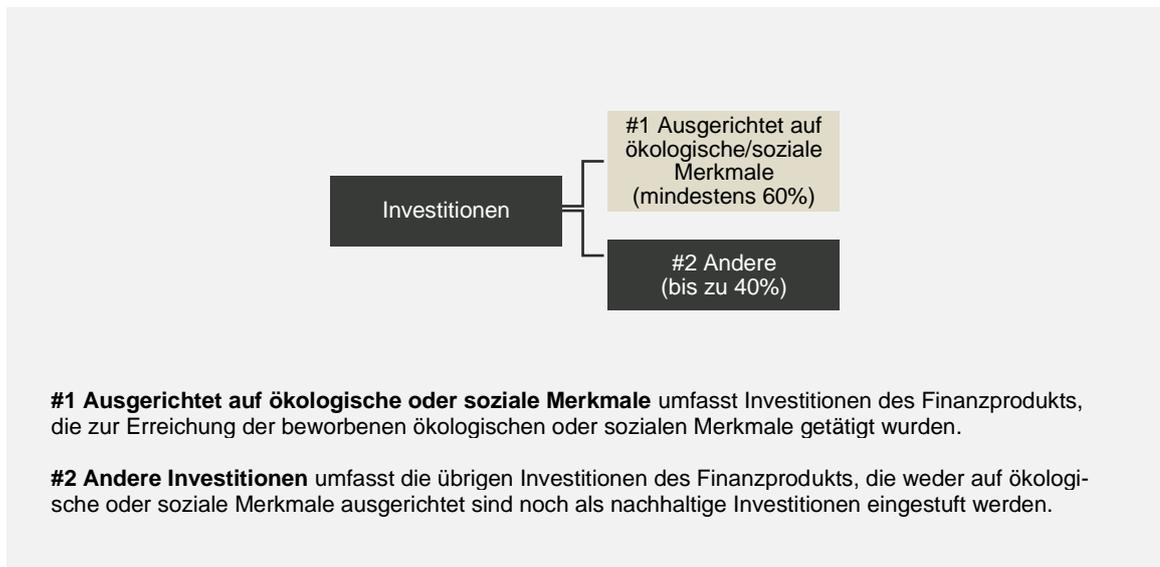 #1 Ausgerichtet auf
ökologische/soziale
Merkmale
(mindestens 60%)
Investitionen
#2 Andere
(bis zu 40%)
#1 Ausgerichtet auf ökologische oder soziale Merkmale umfasst Investitionen des Finanzprodukts,
die zur Erreichung der beworbenen ökologischen oder sozialen Merkmale getätigt wurden.
#2 Andere Investitionen umfasst die übrigen Investitionen des Finanzprodukts, die weder auf ökologi-
sche oder soziale Merkmale ausgerichtet sind noch als nachhaltige Investitionen eingestuft werden.